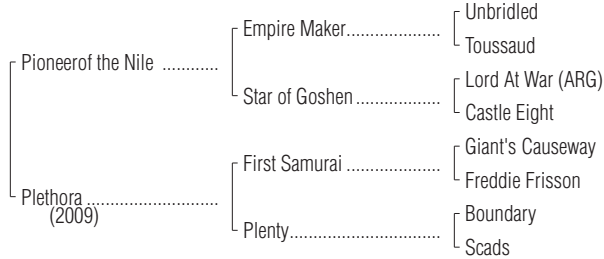 Unbridled
Empire Maker....................
Toussaud
Pioneerof the Nile ............
Lord At War (ARG)
Star of Goshen..................
Castle Eight
Giant's Causeway
First Samurai ....................
Freddie Frisson
Plethora ............................
(2009)
Boundary
Plenty................................
Scads